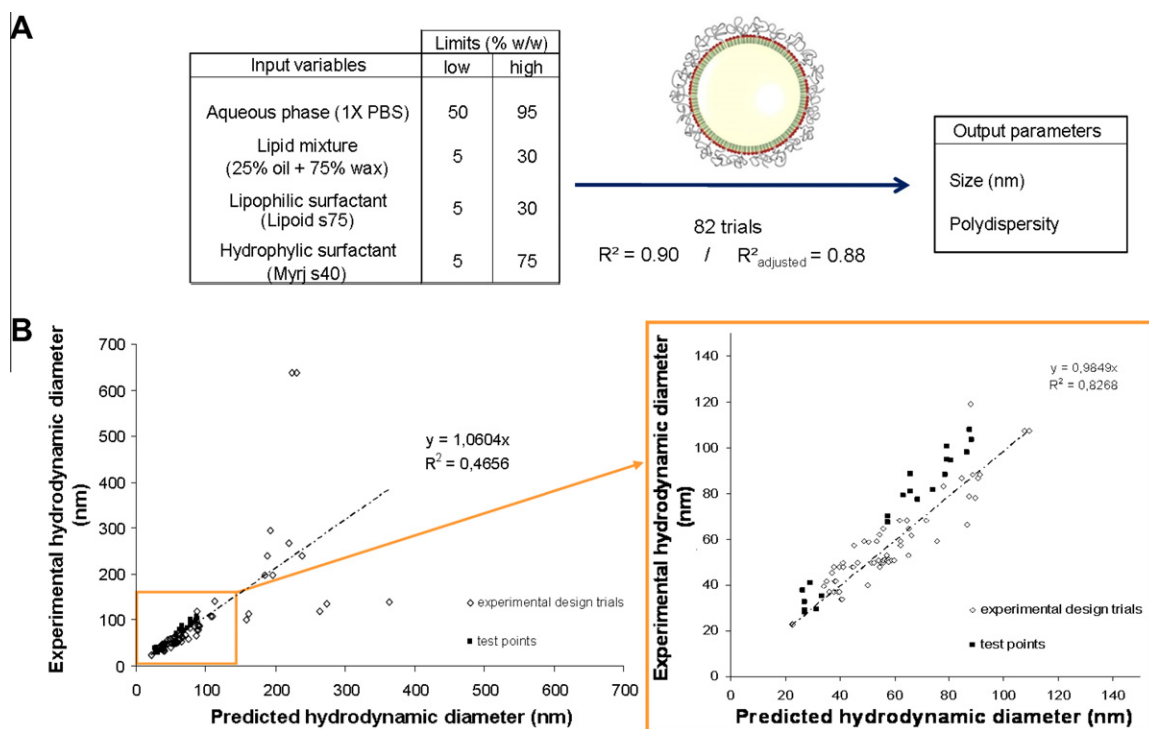 A
Limits (% w/w)
Input variables low high
Aqueous phase (1X PBS) 50 95
Lipid mixture
(25% oil + 75% wax) 5 30
Lipophilic surfactant
(Lipoid s75) 5 30
Hydrophylic surfactant
(Myrj s40) 5 75
82 trials
R² = 0.90 / R²adjusted = 0.88
Output parameters
Size (nm)
Polydispersity
B
Experimental hydrodynamic diameter
(nm)
700
600
500
400
300
200
100
0
0 100 200 300 400 500 600 700
Predicted hydrodynamic diameter (nm)
y = 1,0604x
R² = 0,4656
experimental design trials
test points
Experimental hydrodynamic diameter
(nm)
140
120
100
80
60
40
20
0
0 20 40 60 80 100 120 140
Predicted hydrodynamic diameter (nm)
y = 0,9849x
R² = 0,8268
experimental design trials
test points